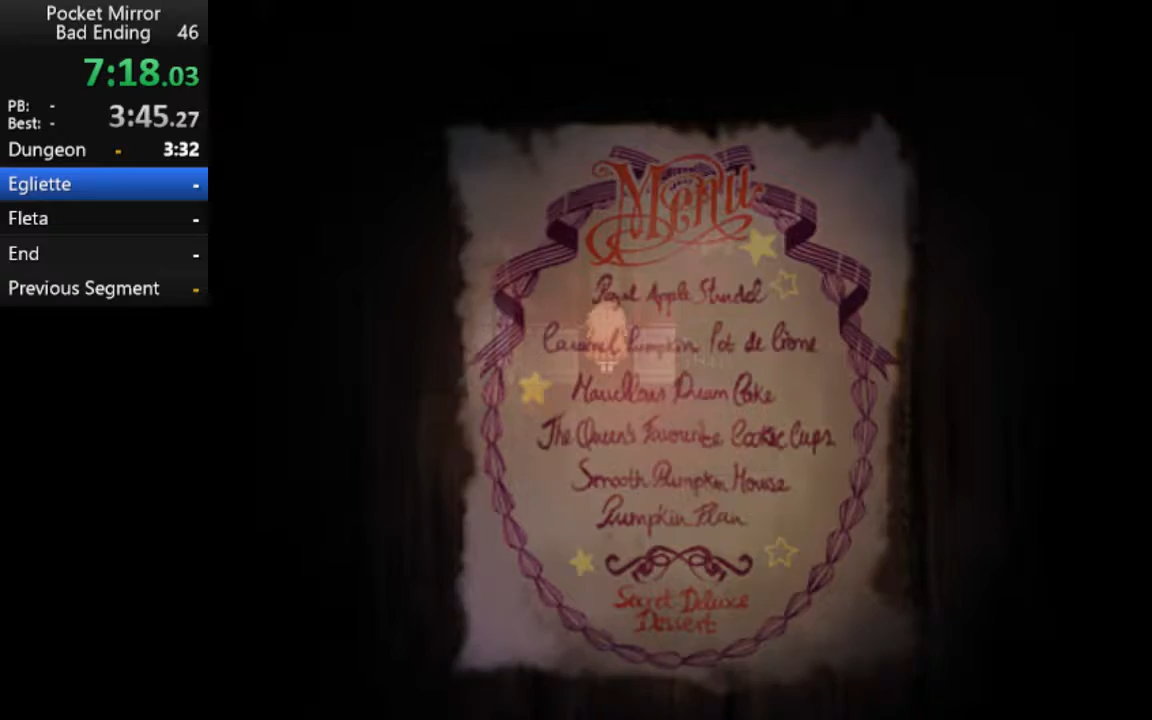 Pocket Mirror
Bad Ending 46
7:18.03
PB: -
3:45.27
Best: -
Dungeon - 3:32
Egliette -
Fleta -
End -
Previous Segment -
Menu
Royal Apple Strudel
Caramel Pumpkin Pot de Crème
Marvellous Dream Cake
The Queen's Favourite Cookie Cups
Smooth Pumpkin Mousse
Pumpkin Flan
Secret Deluxe
Dessert